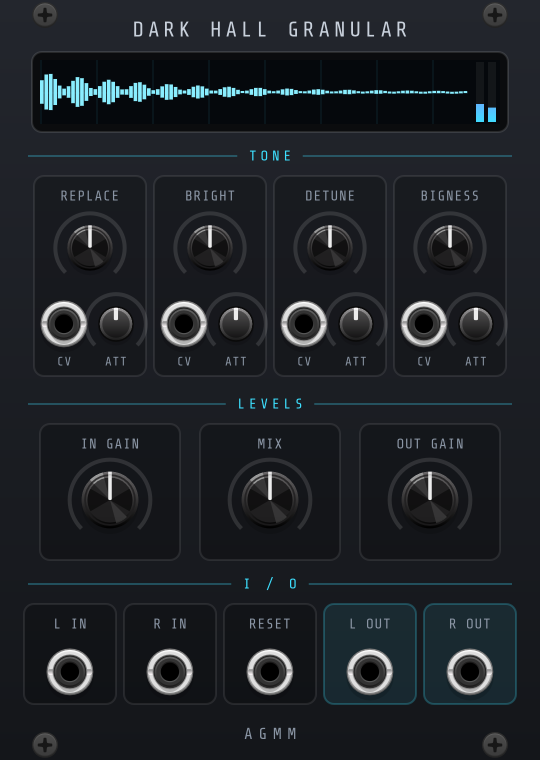 DARK HALL GRANULAR
TONE
REPLACE BRIGHT DETUNE BIGNESS
CV ATT CV ATT CV ATT CV ATT
LEVELS
IN GAIN MIX OUT GAIN
I / O
L IN R IN RESET L OUT R OUT
AGMM